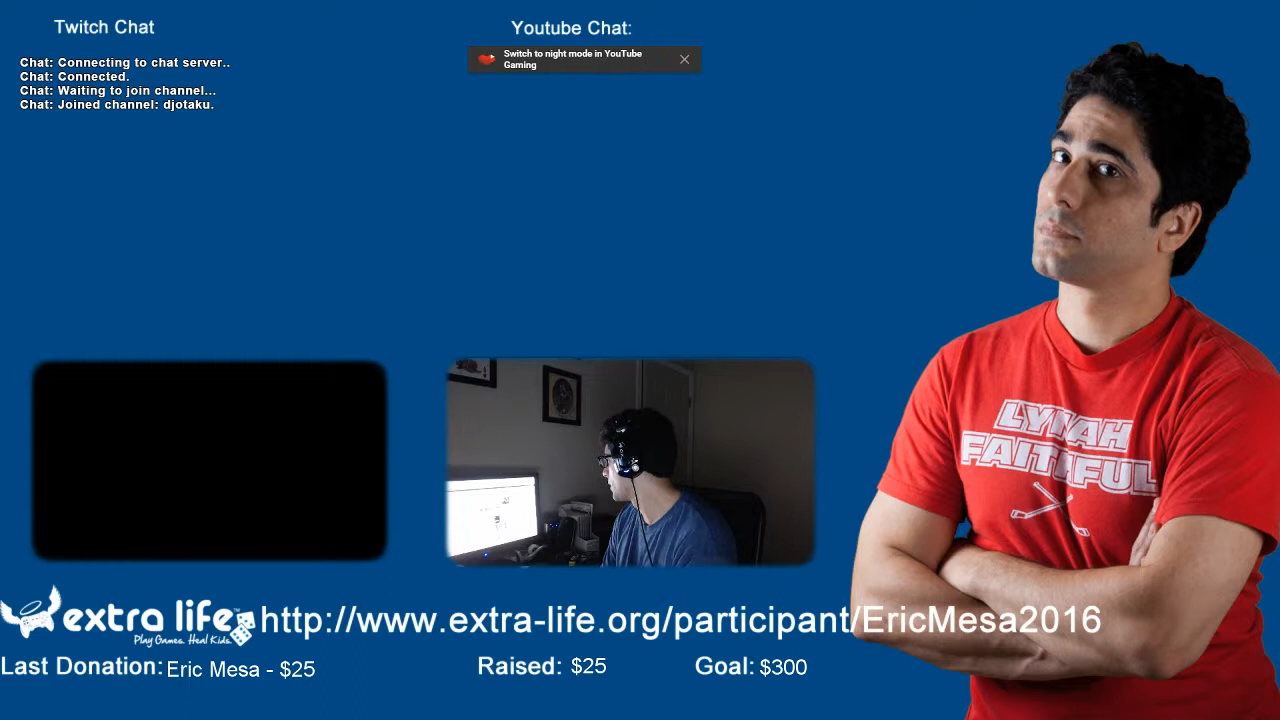 Twitch Chat
Youtube Chat:
Switch to night mode in YouTube
Gaming
Chat: Connecting to chat server..
Chat: Connected.
Chat: Waiting to join channel...
Chat: Joined channel: djotaku.
LYNAH
FAITHFUL
extra life™
Play Games. Heal Kids.
http://www.extra-life.org/participant/EricMesa2016
Last Donation: Eric Mesa - $25
Raised: $25
Goal: $300